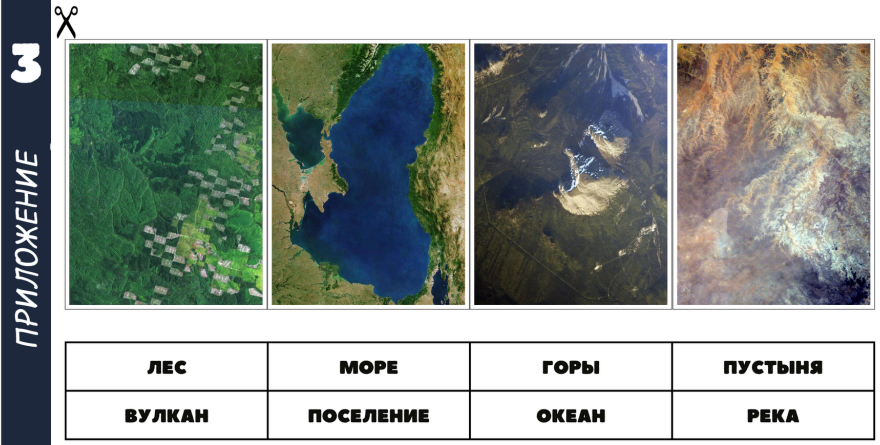 ПРИЛОЖЕНИЕ 3
ЛЕС МОРЕ ГОРЫ ПУСТЫНЯ
ВУЛКАН ПОСЕЛЕНИЕ ОКЕАН РЕКА